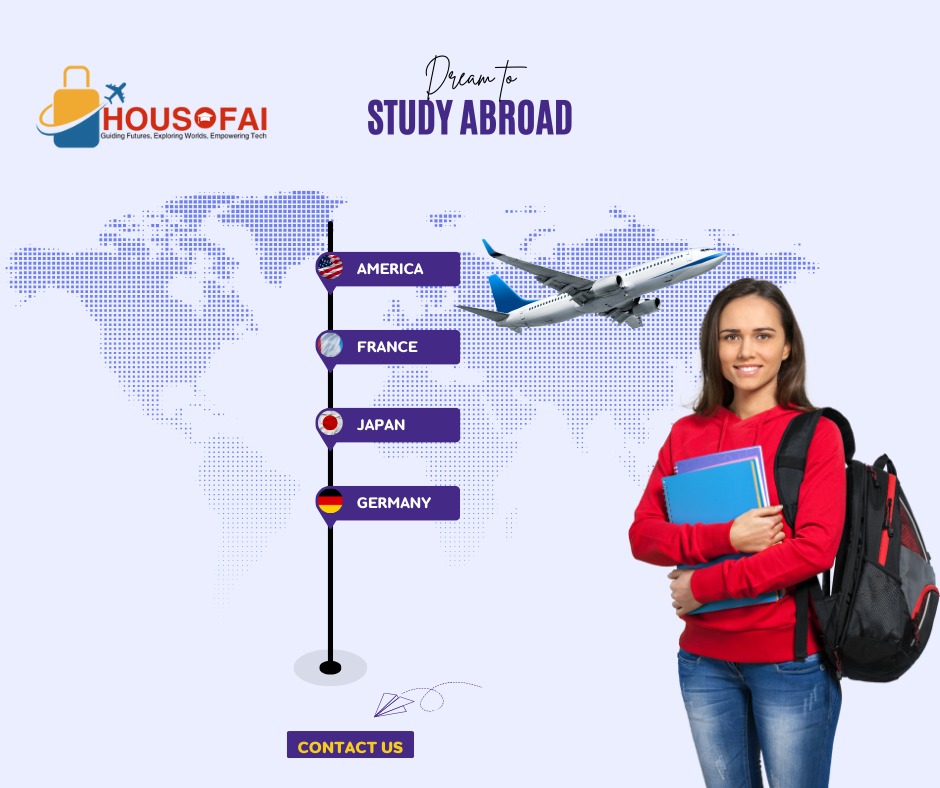 HOUSOFAI
Guiding Futures, Exploring Worlds, Empowering Tech
Dream to
STUDY ABROAD
AMERICA
FRANCE
JAPAN
GERMANY
CONTACT US